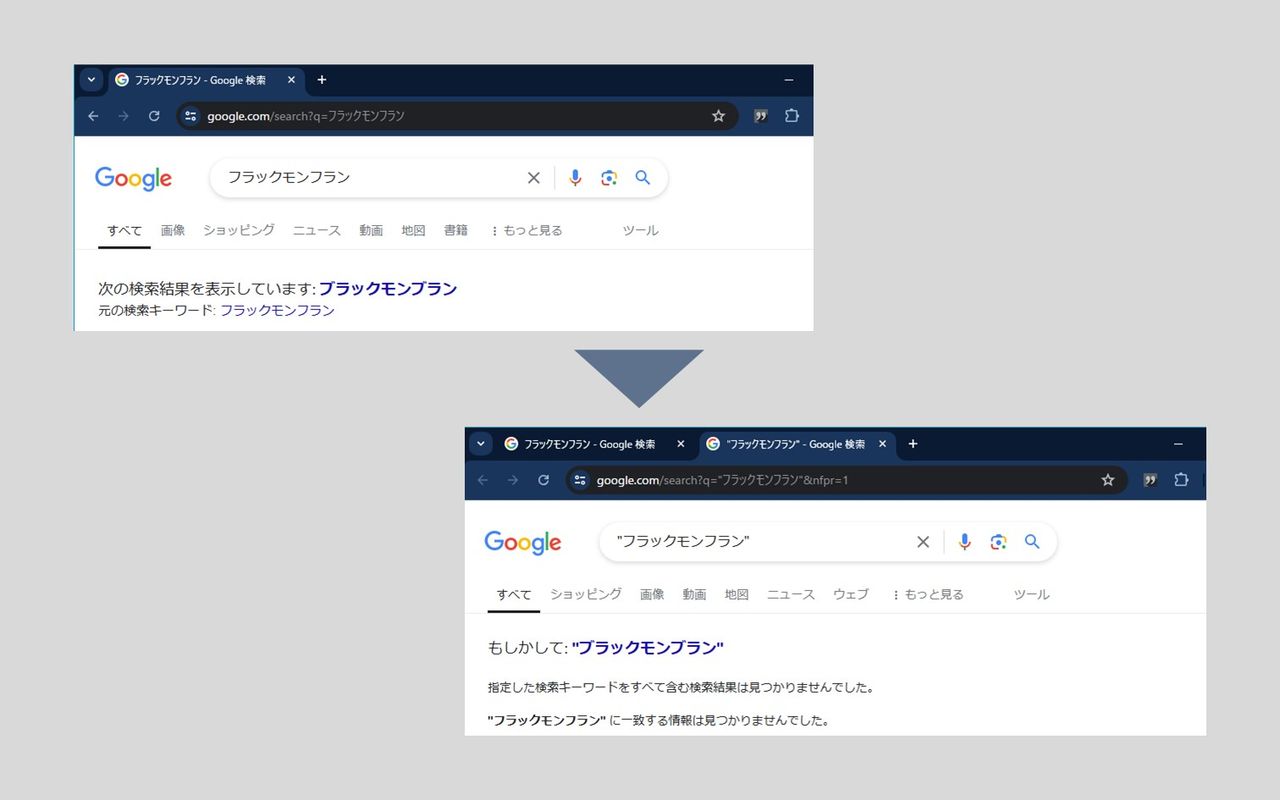 フラックモンフラン - Google 検索
google.com/search?q=フラックモンフラン
Google
フラックモンフラン
すべて 画像 ショッピング ニュース 動画 地図 書籍 もっと見る ツール
次の検索結果を表示しています: ブラックモンブラン
元の検索キーワード: フラックモンフラン
フラックモンフラン - Google 検索
"フラックモンフラン" - Google 検索
google.com/search?q="フラックモンフラン"&nfpr=1
Google
"フラックモンフラン"
すべて ショッピング 画像 動画 地図 ニュース ウェブ もっと見る ツール
もしかして: "ブラックモンブラン"
指定した検索キーワードをすべて含む検索結果は見つかりませんでした。
"フラックモンフラン" に一致する情報は見つかりませんでした。